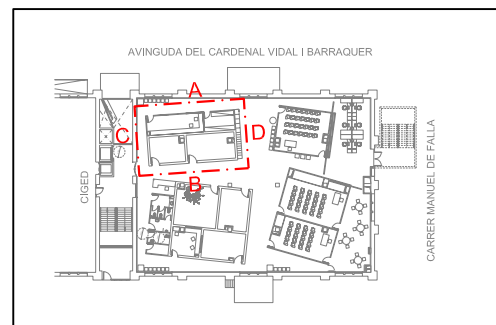 AVINGUDA DEL CARDENAL VIDAL I BARRAQUER
A
C
D
B
CIGED
CARRER MANUEL DE FALLA